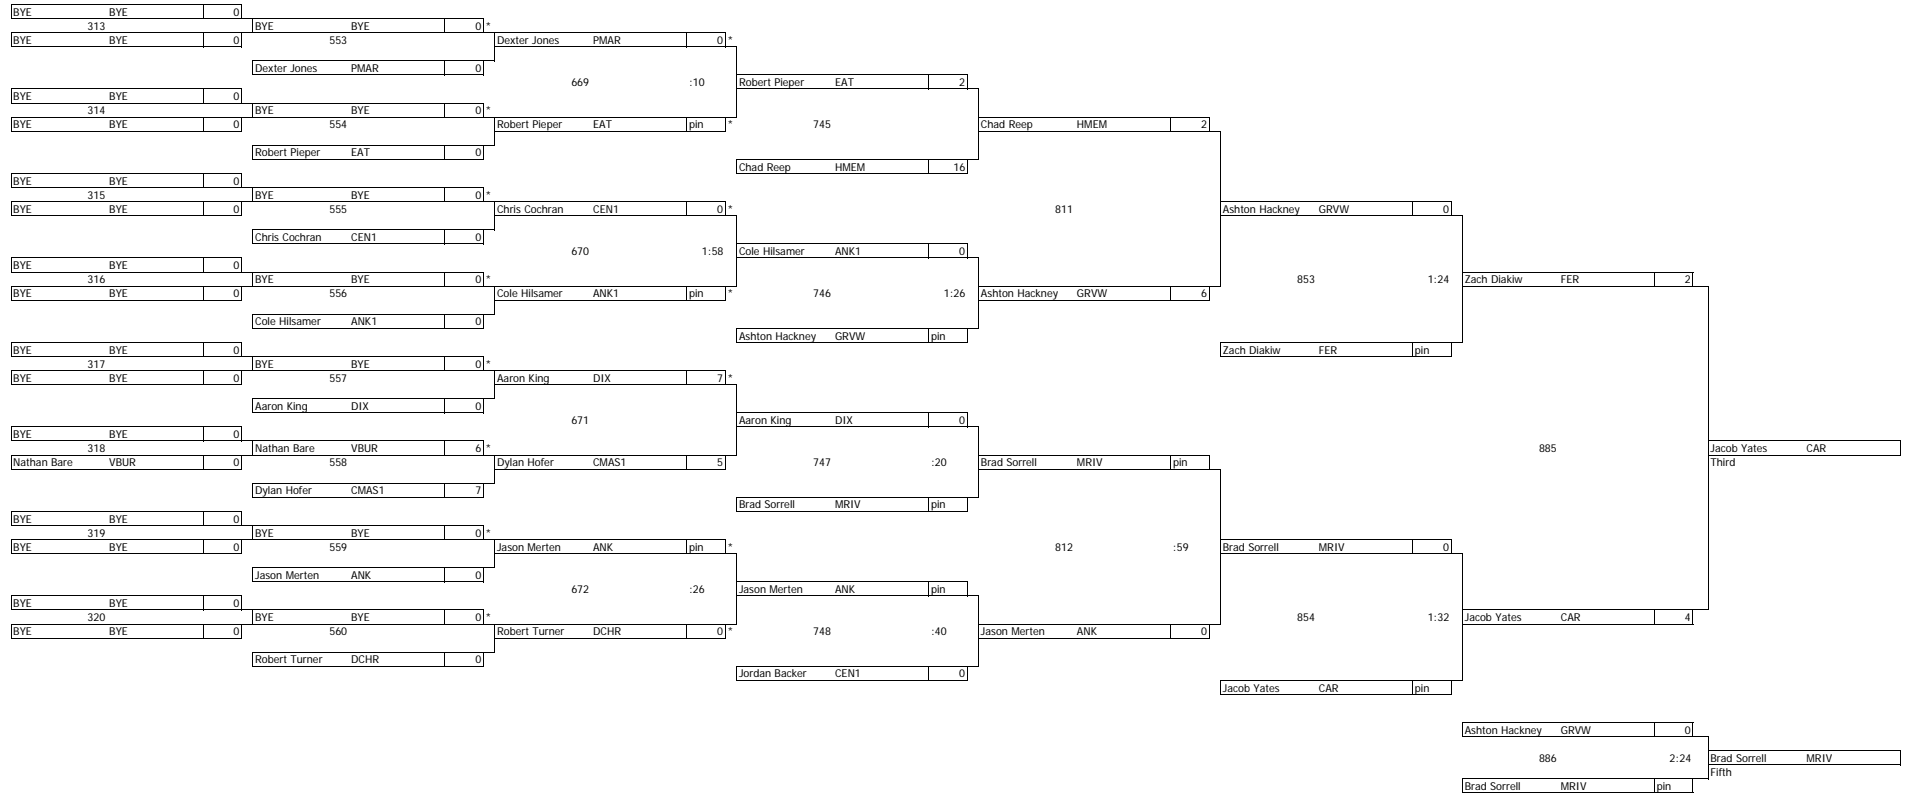 BYE BYE 0
313 BYE BYE 0 *
BYE BYE 0 553 Dexter Jones PMAR 0 *
Dexter Jones PMAR 0
669 :10 Robert Pieper EAT 2
BYE BYE 0
314 BYE BYE 0 *
BYE BYE 0 554 Robert Pieper EAT pin * 745 Chad Reep HMEM 2
Robert Pieper EAT 0
Chad Reep HMEM 16
BYE BYE 0
315 BYE BYE 0 *
BYE BYE 0 555 Chris Cochran CEN1 0 * 811 Ashton Hackney GRVW 0
Chris Cochran CEN1 0
670 1:58 Cole Hilsamer ANK1 0
BYE BYE 0
316 BYE BYE 0 * 853 1:24 Zach Diakiw FER 2
BYE BYE 0 556 Cole Hilsamer ANK1 pin * 746 1:26 Ashton Hackney GRVW 6
Cole Hilsamer ANK1 0
Ashton Hackney GRVW pin
BYE BYE 0 Zach Diakiw FER pin
317 BYE BYE 0 *
BYE BYE 0 557 Aaron King DIX 7 *
Aaron King DIX 0
671 Aaron King DIX 0
BYE BYE 0
318 Nathan Bare VBUR 6 * 885 Jacob Yates CAR
Nathan Bare VBUR 0 558 Dylan Hofer CMAS1 5 747 :20 Brad Sorrell MRIV pin Third
Dylan Hofer CMAS1 7
Brad Sorrell MRIV pin
BYE BYE 0
319 BYE BYE 0 *
BYE BYE 0 559 Jason Merten ANK pin * 812 :59 Brad Sorrell MRIV 0
Jason Merten ANK 0
672 :26 Jason Merten ANK pin
BYE BYE 0
320 BYE BYE 0 * 854 1:32 Jacob Yates CAR 4
BYE BYE 0 560 Robert Turner DCHR 0 * 748 :40 Jason Merten ANK 0
Robert Turner DCHR 0
Jordan Backer CEN1 0
Jacob Yates CAR pin
Ashton Hackney GRVW 0
886 2:24 Brad Sorrell MRIV
Fifth
Brad Sorrell MRIV pin